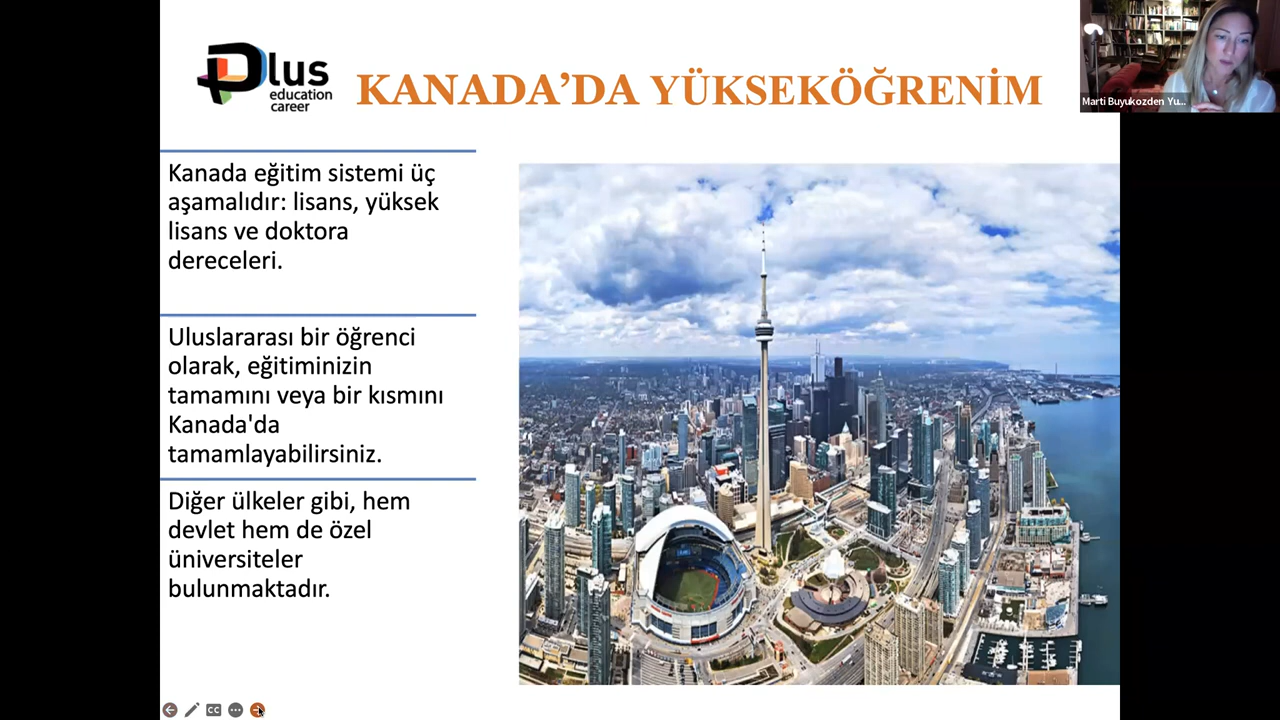 Plus
education
career
KANADA’DA YÜKSEKÖĞRENİM
Marti Buyukozden Yu...
Kanada eğitim sistemi üç
aşamalıdır: lisans, yüksek
lisans ve doktora
dereceleri.
Uluslararası bir öğrenci
olarak, eğitiminizin
tamamını veya bir kısmını
Kanada'da
tamamlayabilirsiniz.
Diğer ülkeler gibi, hem
devlet hem de özel
üniversiteler
bulunmaktadır.
CC